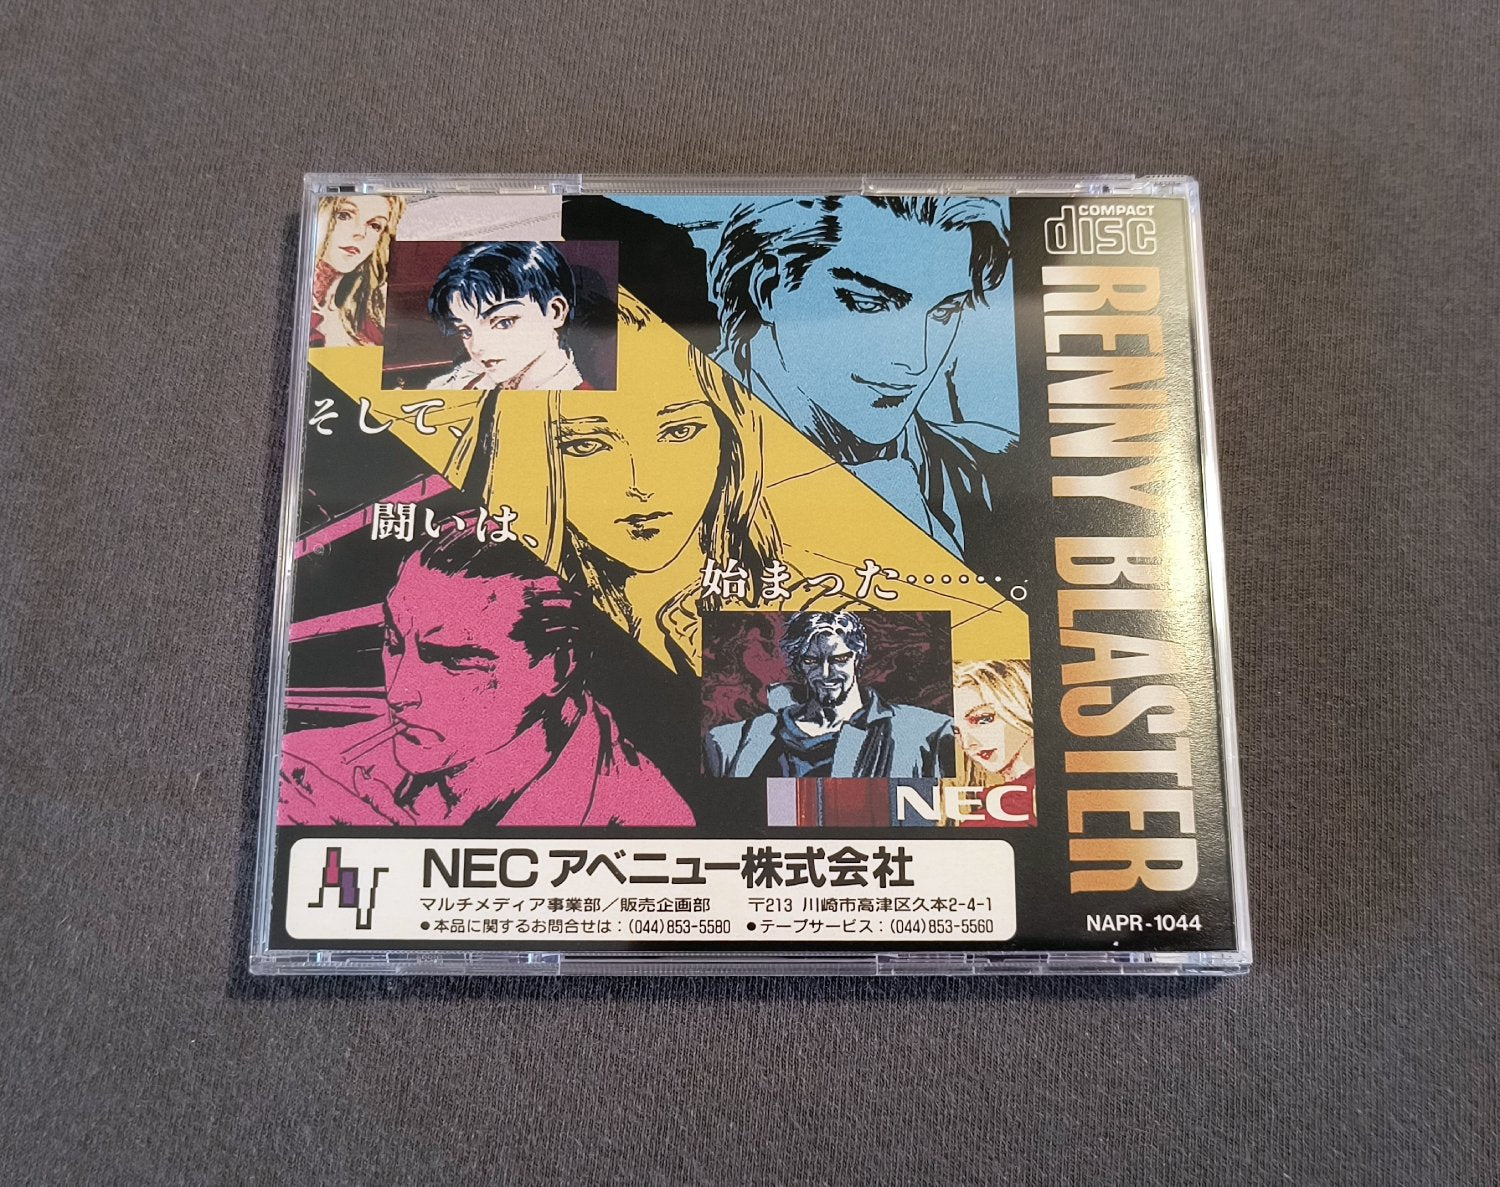 COMPACT
disc
RENNY BLASTER
そして、
闘いは、
始まった……。
NEC
NEC アベニュー株式会社
マルチメディア事業部／販売企画部 〒213 川崎市高津区久本2-4-1
●本品に関するお問合せは：(044)853-5580 ●テープサービス：(044)853-5560
NAPR-1044